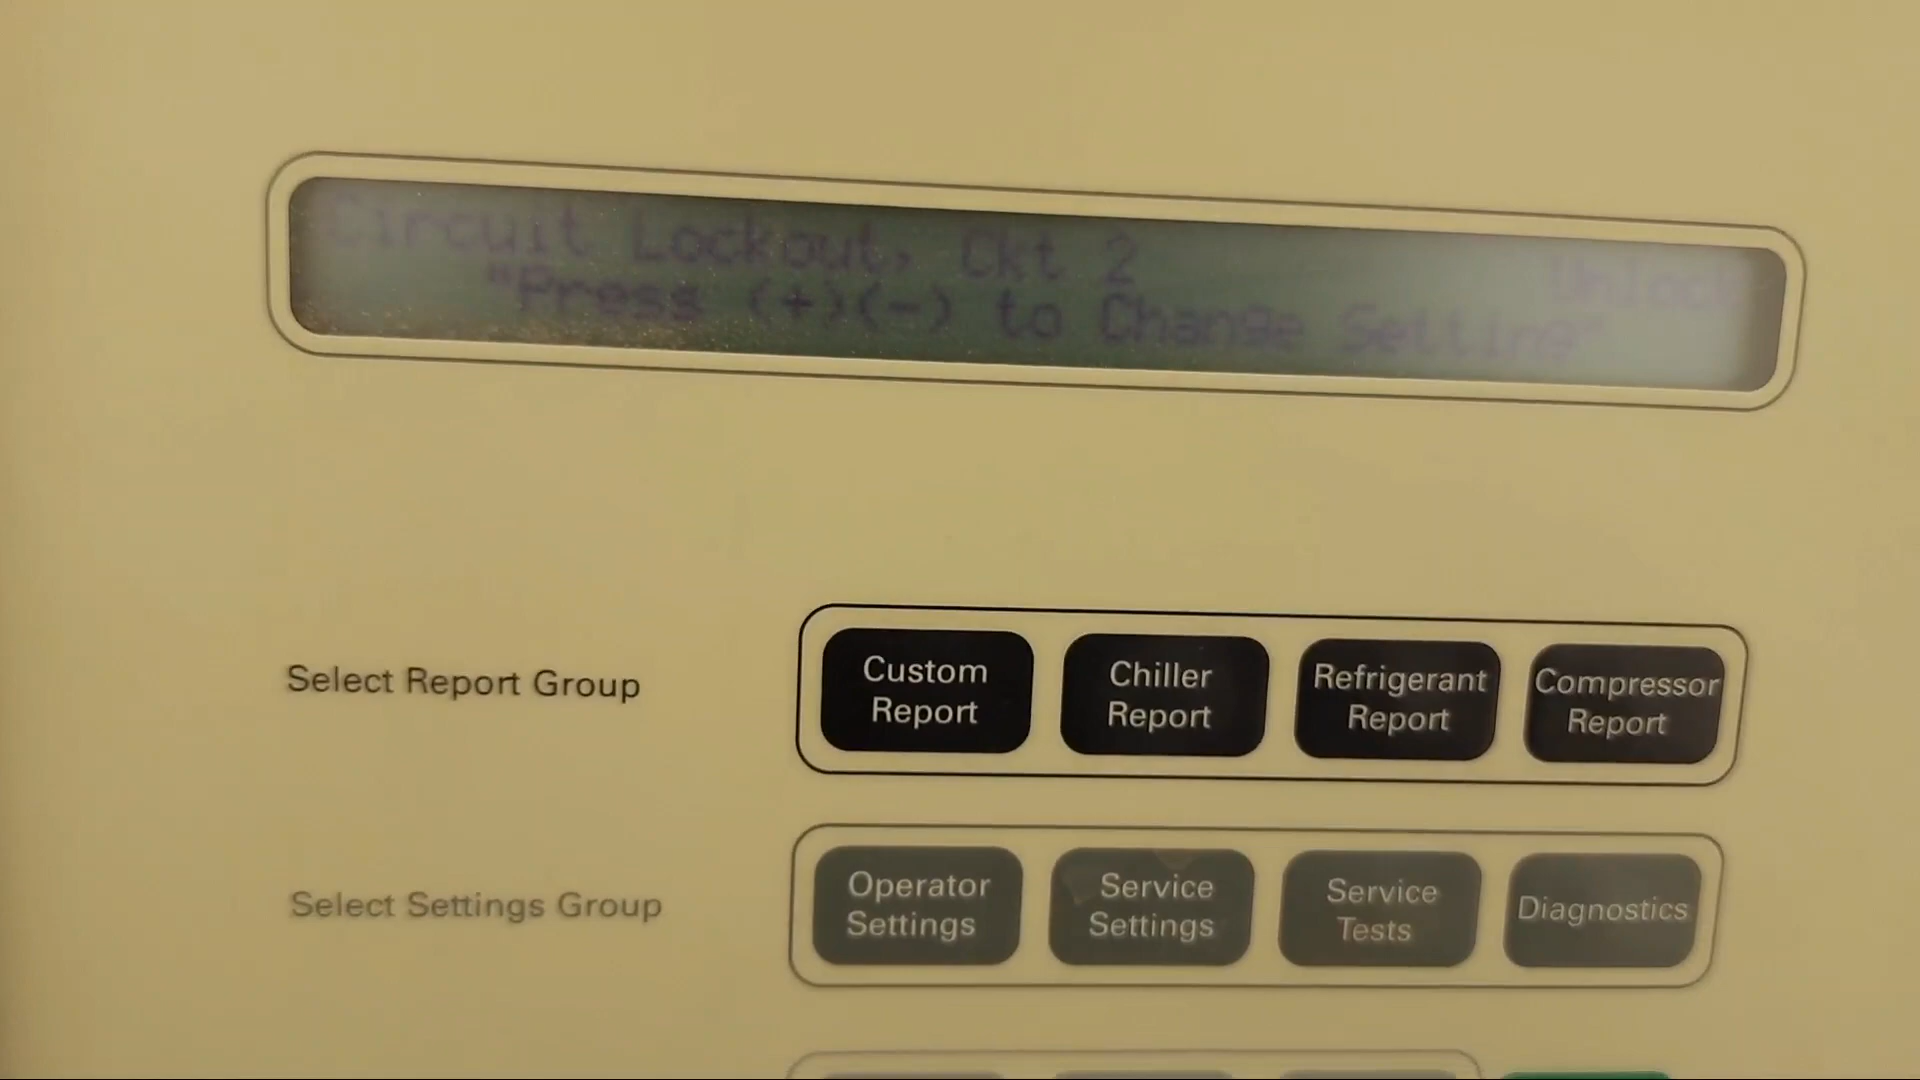 Circuit Lockout, Ckt 2 Unlock
"Press (+)(-) to Change Setting"
Select Report Group
Custom Report
Chiller Report
Refrigerant Report
Compressor Report
Select Settings Group
Operator Settings
Service Settings
Service Tests
Diagnostics